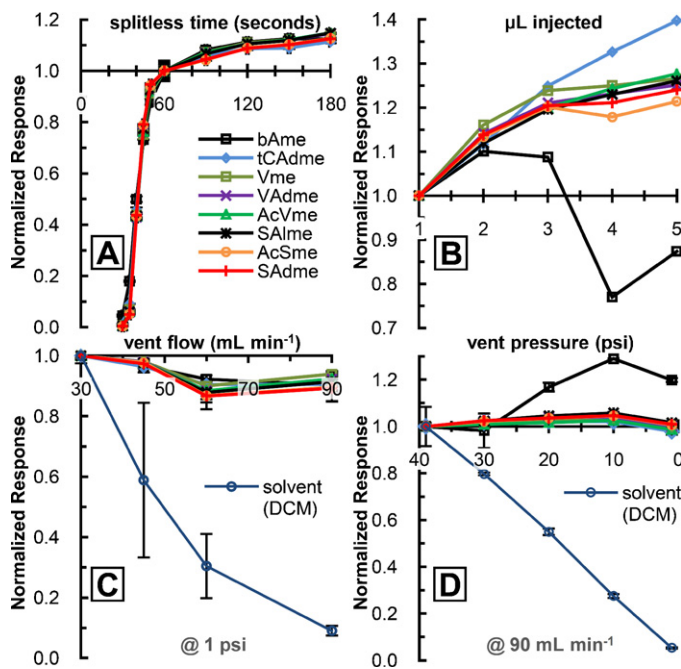 splitless time (seconds)
Normalized Response
1.2
1.0
0.8
0.6
0.4
0.2
0.0
0
60
120
180
bAme
tCAdme
Vme
VAdme
AcVme
SAlme
AcSme
SAdme
A
µL injected
Normalized Response
1.4
1.3
1.2
1.1
1.0
0.9
0.8
0.7
1
2
3
4
5
B
vent flow (mL min⁻¹)
Normalized Response
1.0
0.8
0.6
0.4
0.2
0.0
30
50
70
90
solvent
(DCM)
C
@ 1 psi
vent pressure (psi)
Normalized Response
1.2
1.0
0.8
0.6
0.4
0.2
0.0
40
30
20
10
0
solvent
(DCM)
D
@ 90 mL min⁻¹